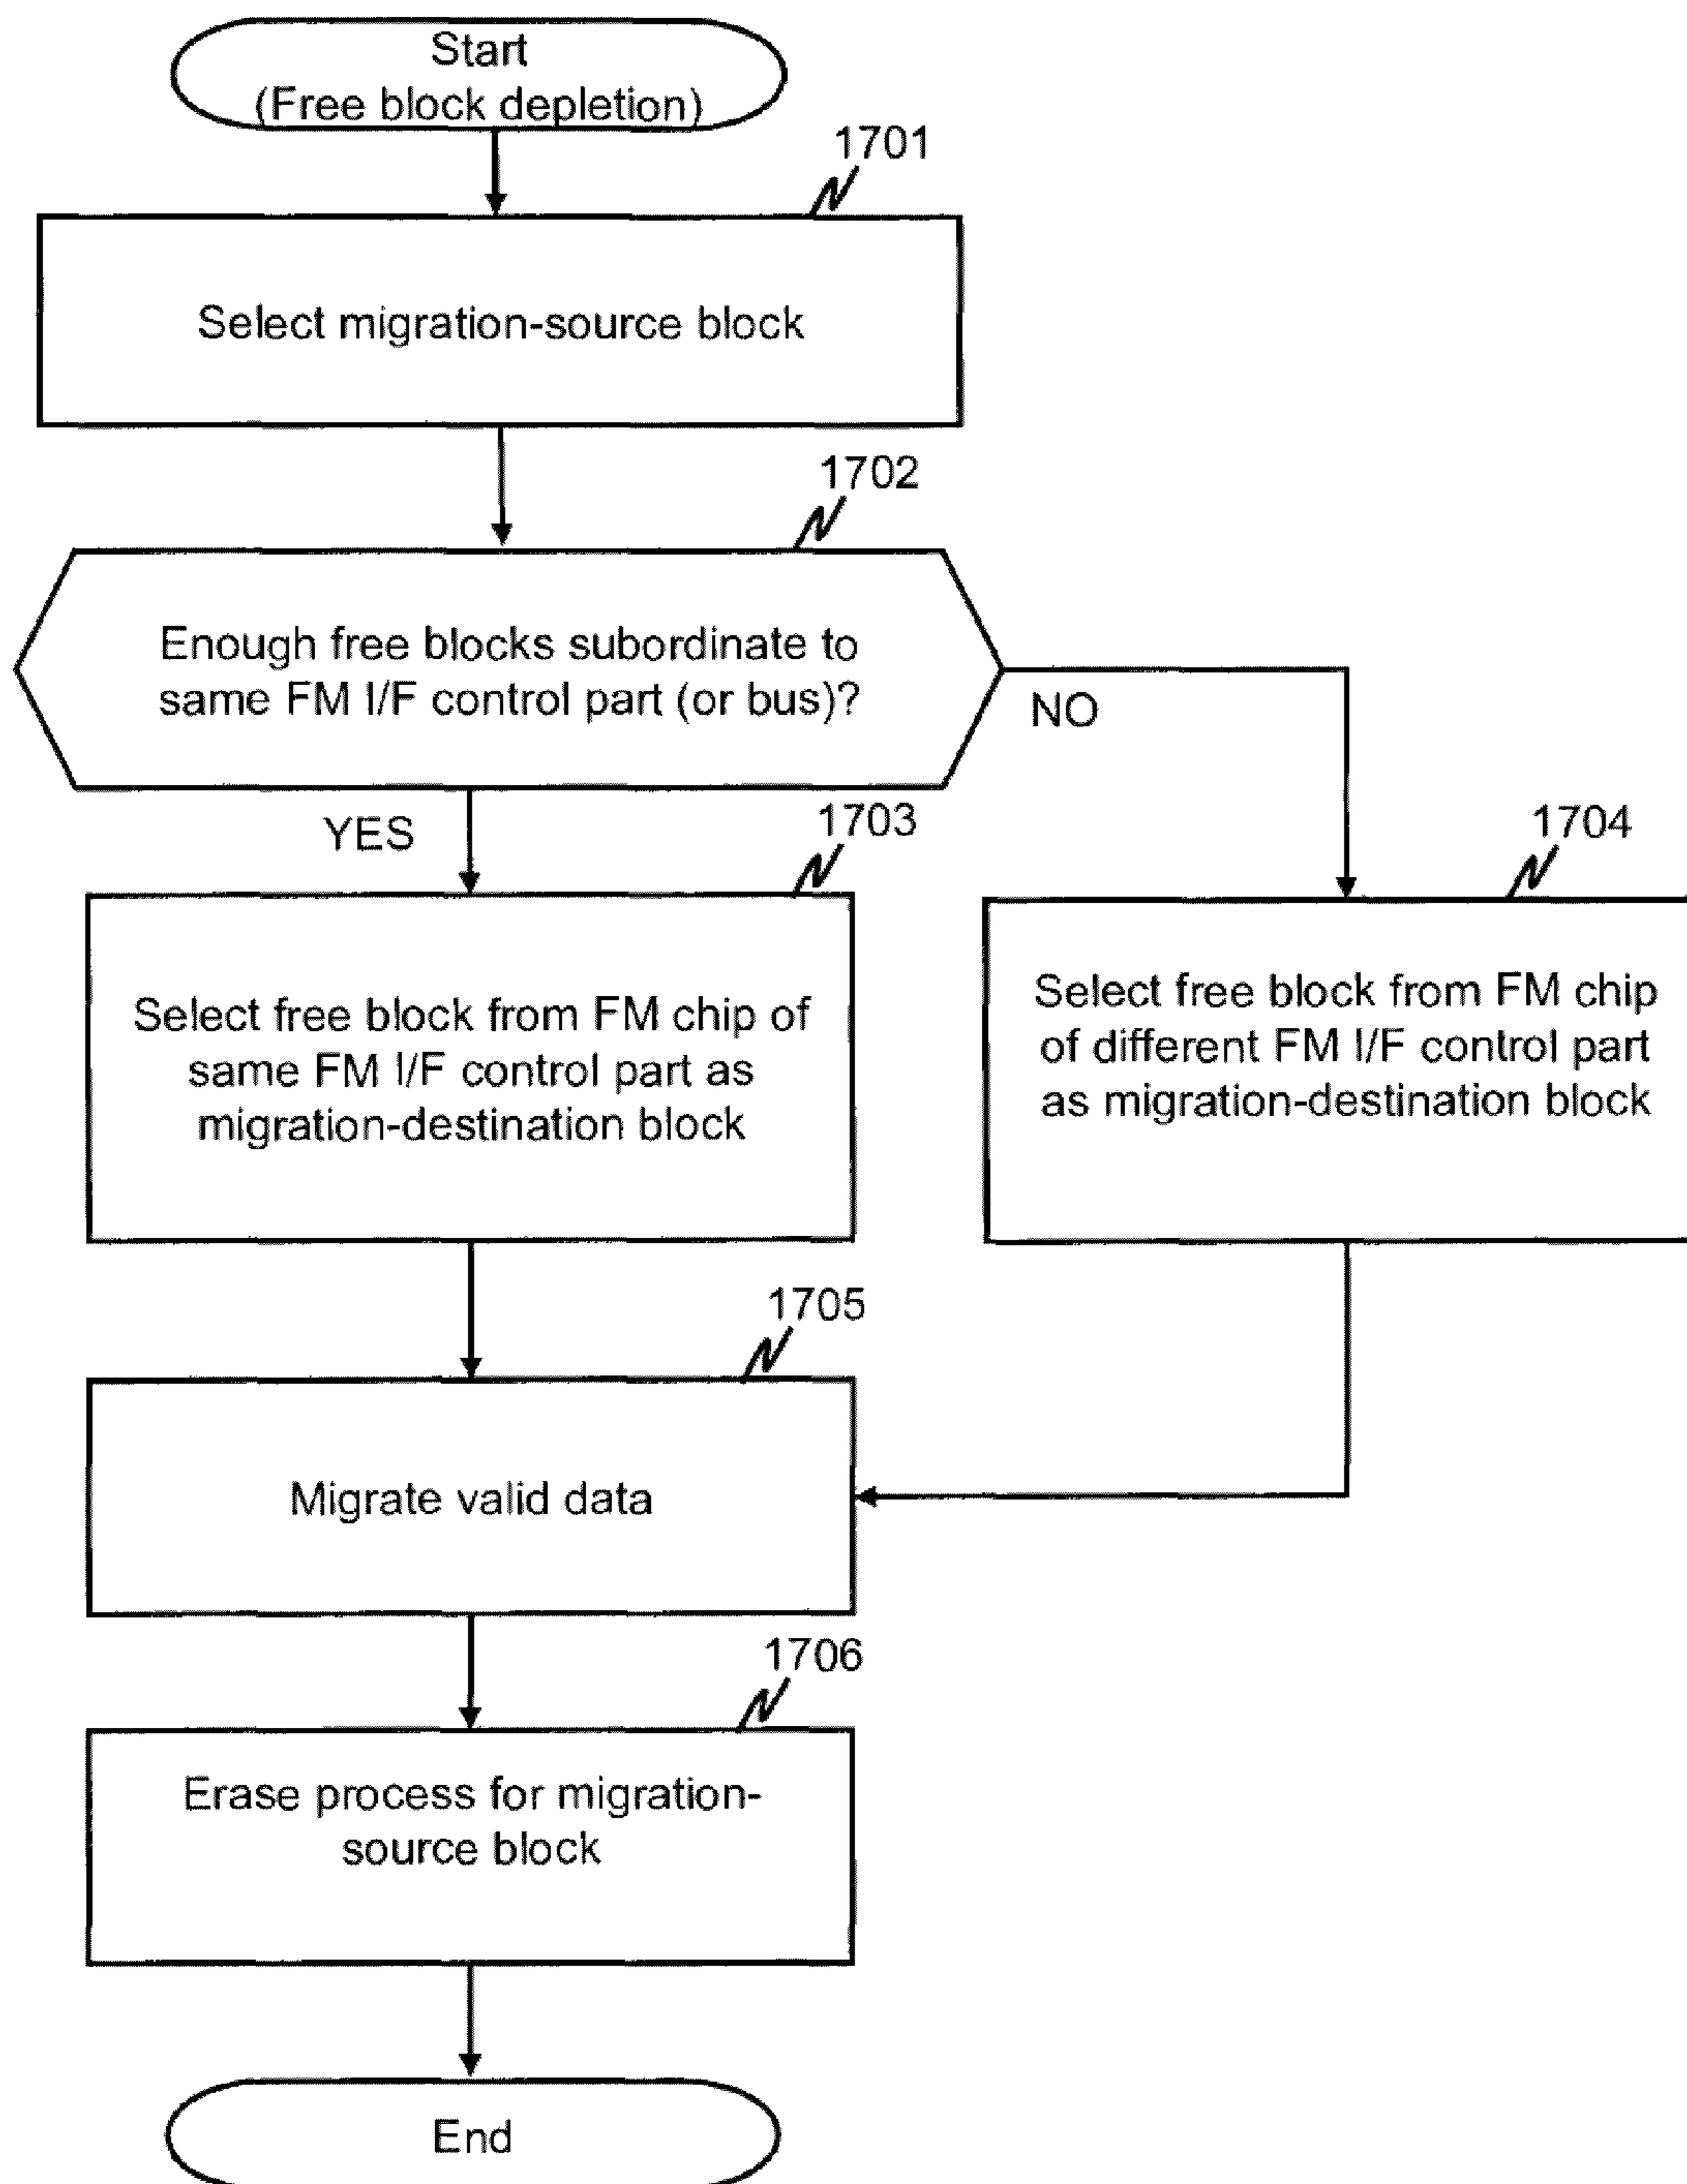 Start
(Free block depletion)
1701
Select migration-source block
1702
Enough free blocks subordinate to
same FM I/F control part (or bus)?
NO
YES
1703
1704
Select free block from FM chip of
same FM I/F control part as
migration-destination block
Select free block from FM chip
of different FM I/F control part
as migration-destination block
1705
Migrate valid data
1706
Erase process for migration-
source block
End